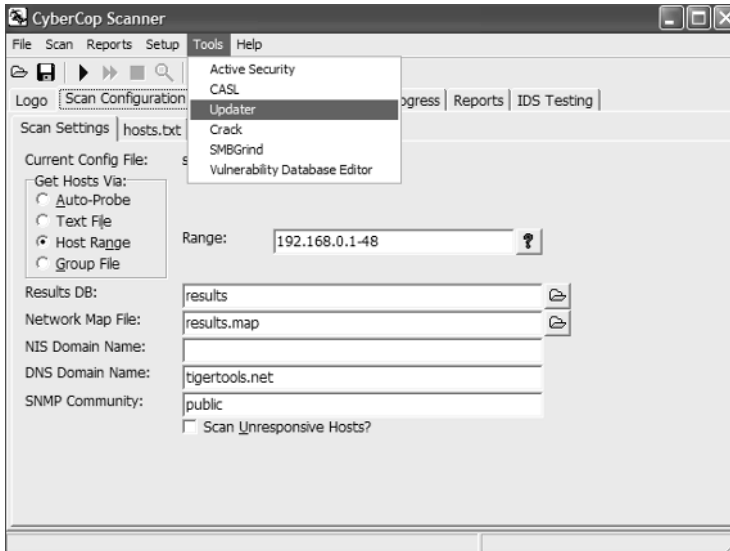 CyberCop Scanner
File Scan Reports Setup Tools Help
Active Security
CASL
Updater
Crack
SMBGrind
Vulnerability Database Editor
Logo Scan Configuration Reports IDS Testing
Scan Settings hosts.txt
Current Config File:
Get Hosts Via:
Auto-Probe
Text File
Host Range
Group File
Range: 192.168.0.1-48
Results DB: results
Network Map File: results.map
NIS Domain Name:
DNS Domain Name: tigertools.net
SNMP Community: public
Scan Unresponsive Hosts?